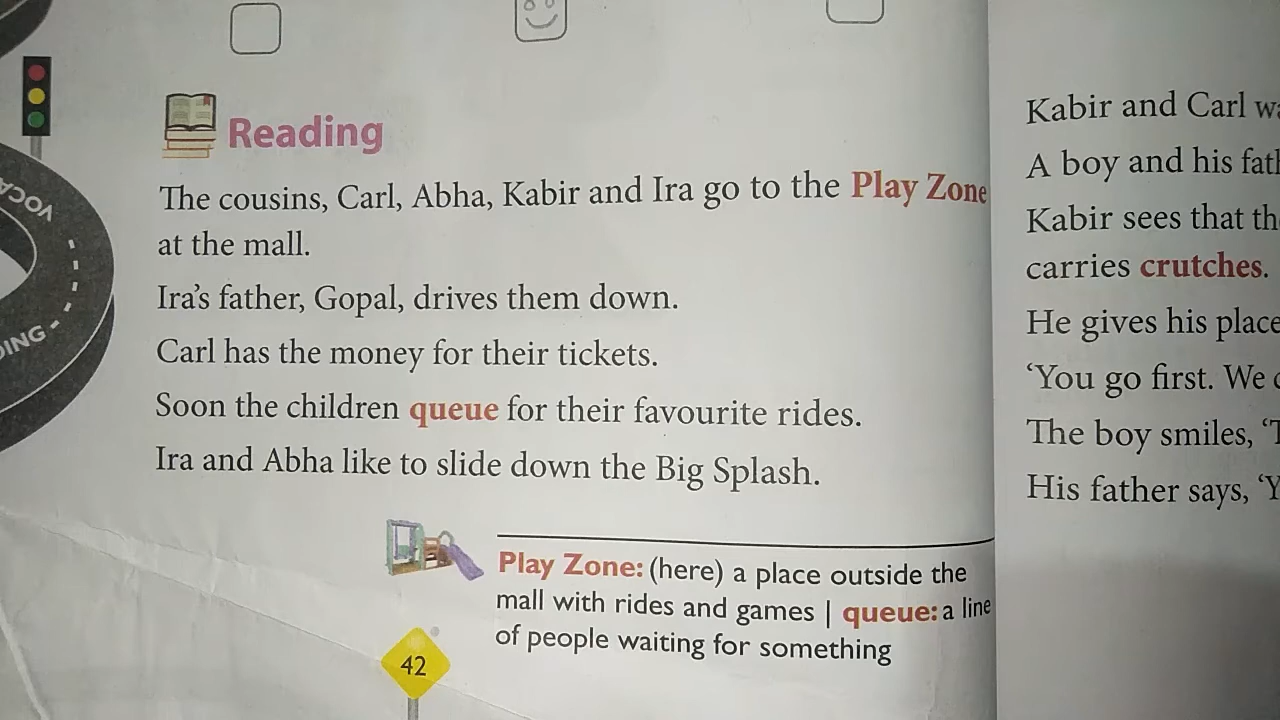 Reading
The cousins, Carl, Abha, Kabir and Ira go to the Play Zone
at the mall.
Ira's father, Gopal, drives them down.
Carl has the money for their tickets.
Soon the children queue for their favourite rides.
Ira and Abha like to slide down the Big Splash.
Play Zone: (here) a place outside the
mall with rides and games | queue: a line
of people waiting for something
42
Kabir and Carl
A boy and his
Kabir sees that
carries crutches.
He gives his place
'You go first. We
The boy smiles,
His father says,